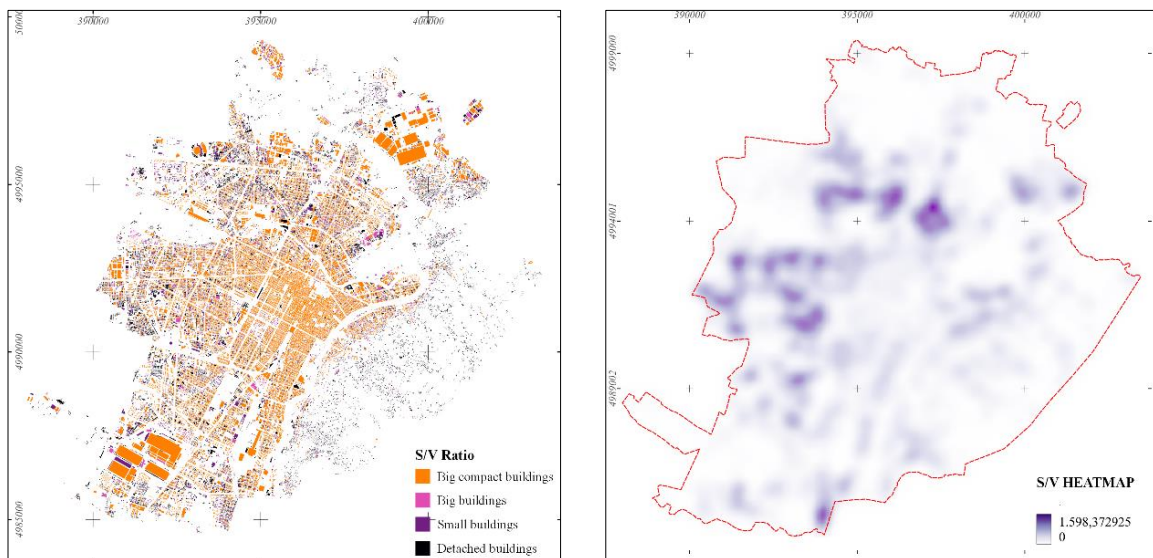 390000
395000
400000
4995000
4990000
4985000
S/V Ratio
Big compact buildings
Big buildings
Small buildings
Detached buildings
390000
395000
400000
4999000
4994001
4989002
S/V HEATMAP
1.598,372925
0